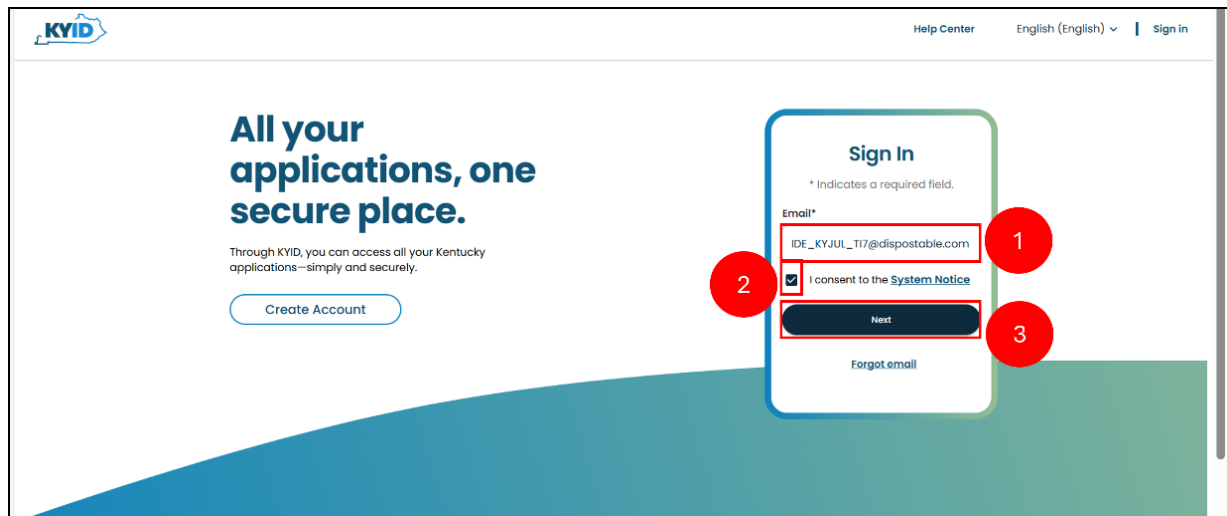 KYID
Help Center English (English) Sign in
All your
applications, one
secure place.
Through KYID, you can access all your Kentucky
applications—simply and securely.
Create Account
Sign In
* Indicates a required field.
Email*
IDE_KYJUL_TI7@dispostable.com
1
2
I consent to the System Notice
Next
3
Forgot email